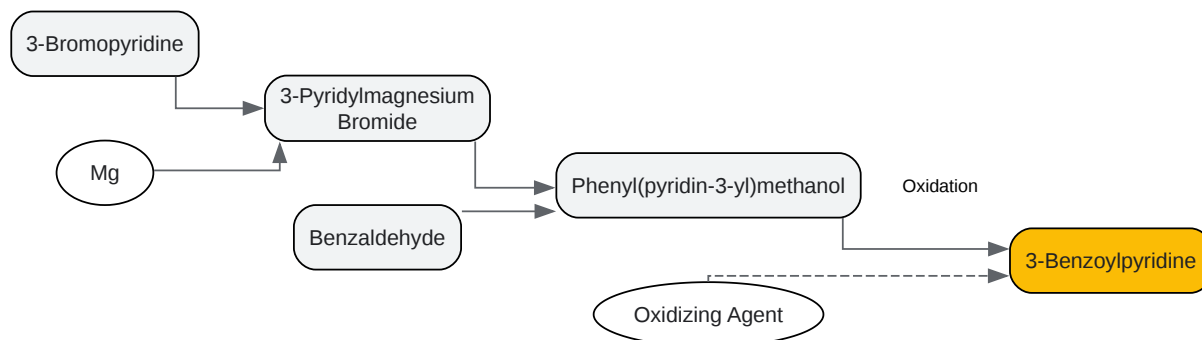 3-Bromopyridine
3-Pyridylmagnesium
Bromide
Mg
Phenyl(pyridin-3-yl)methanol
Oxidation
Benzaldehyde
3-Benzoylpyridine
Oxidizing Agent